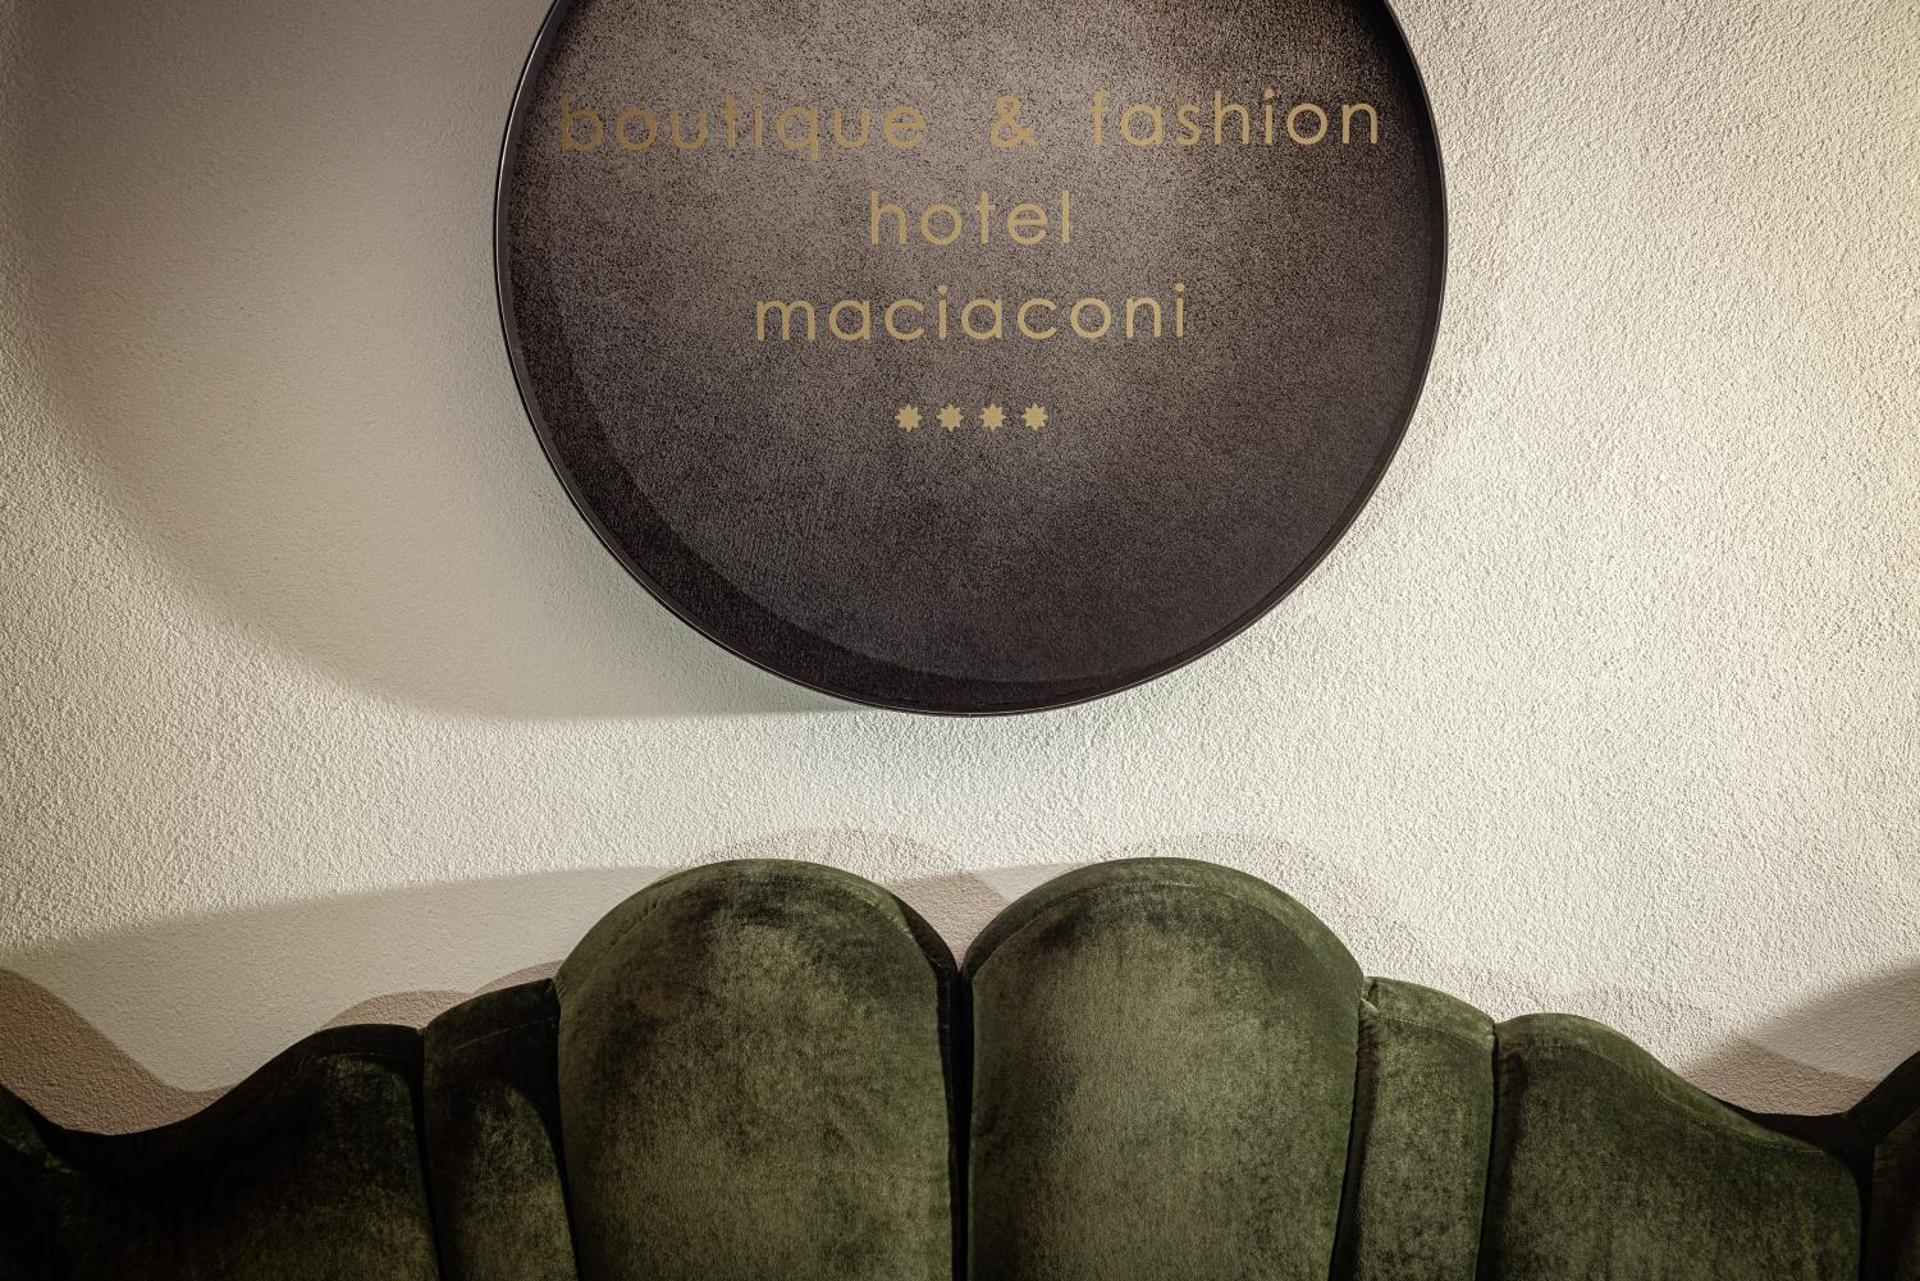 boutique & fashion
hotel
maciaconi
****